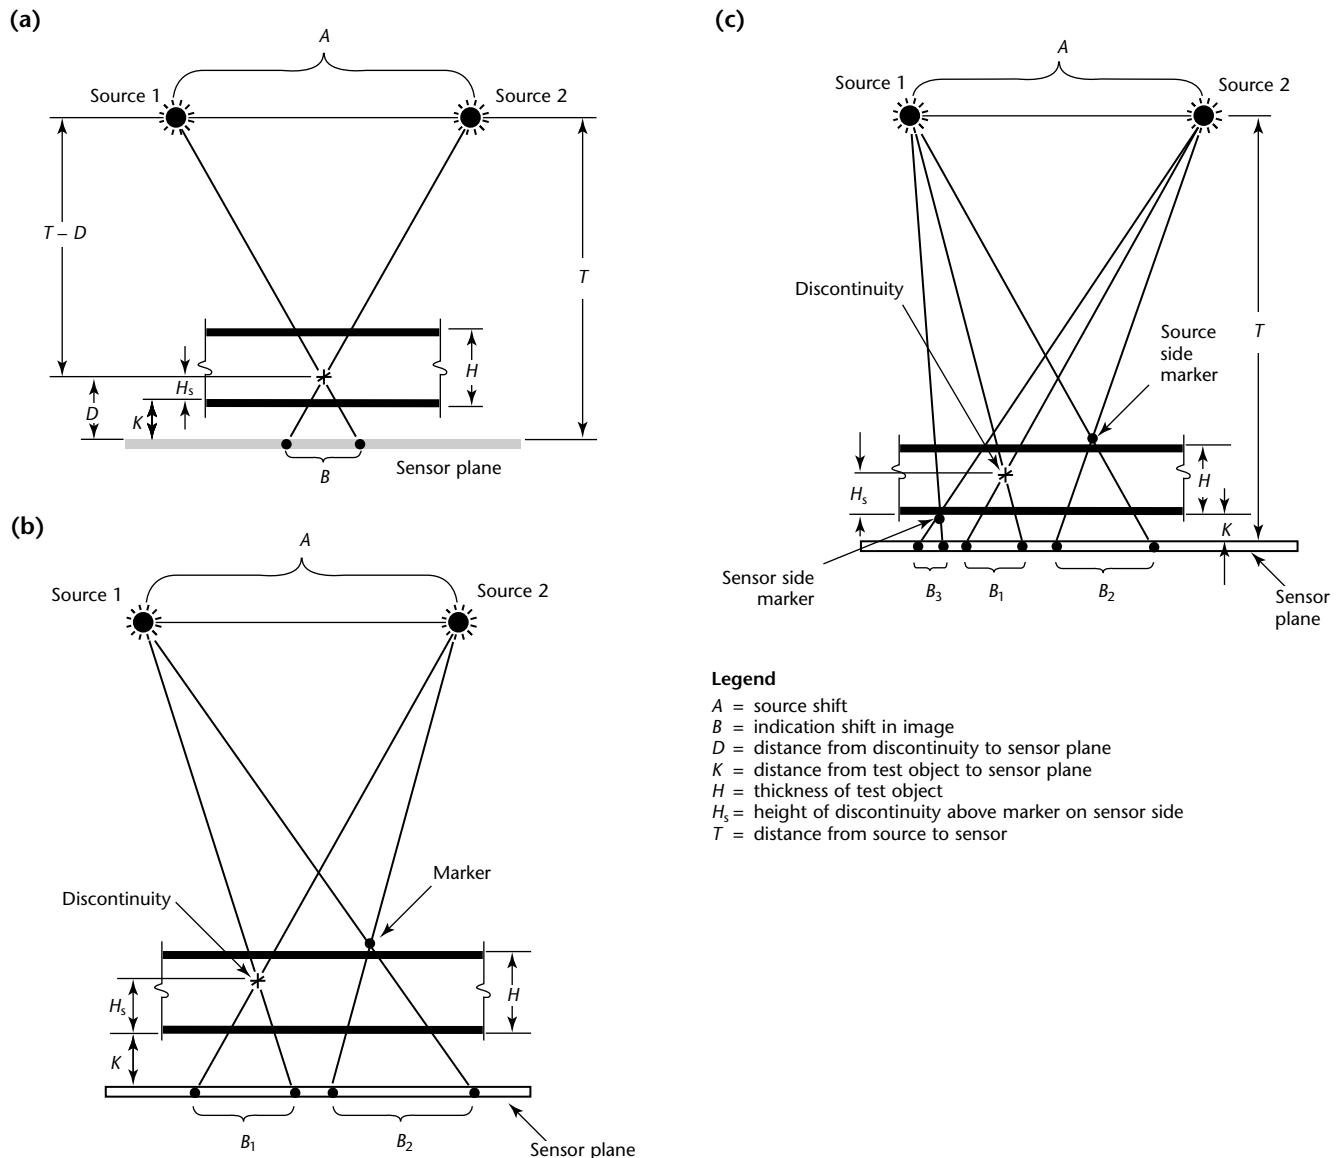 (a)
A
Source 1
Source 2
T – D
T
H
Hs
D
K
B
Sensor plane
(b)
A
Source 1
Source 2
Marker
Discontinuity
Hs
H
K
B1
B2
Sensor plane
(c)
A
Source 1
Source 2
Discontinuity
Source
side
marker
T
Hs
H
K
Sensor side
marker
B3
B1
B2
Sensor
plane
Legend
A = source shift
B = indication shift in image
D = distance from discontinuity to sensor plane
K = distance from test object to sensor plane
H = thickness of test object
Hs = height of discontinuity above marker on sensor side
T = distance from source to sensor